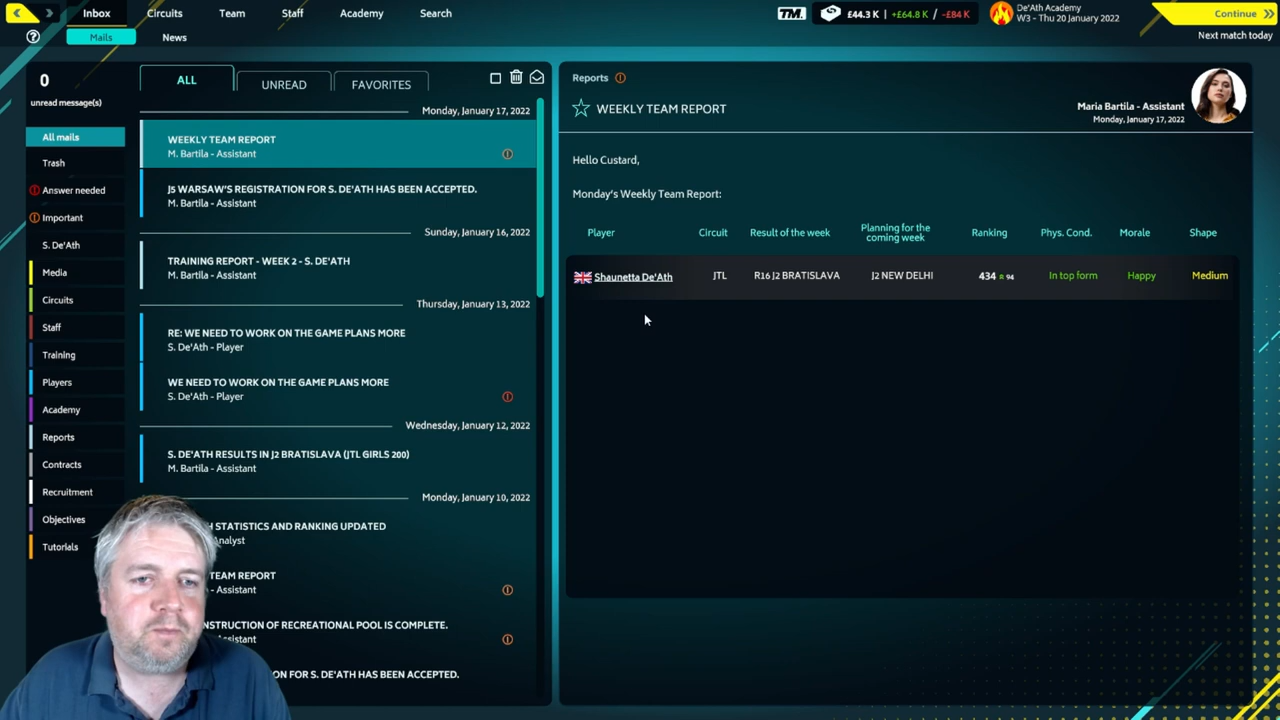 Inbox
Circuits
Team
Staff
Academy
Search
TM.
£44.3 K | +£64.8 K / -£84 K
De'Ath Academy
W3 - Thu 20 January 2022
Continue
Next match today
Mails
News
0
unread message(s)
All mails
Trash
Answer needed
Important
S. De'Ath
Media
Circuits
Staff
Training
Players
Academy
Reports
Contracts
Recruitment
Objectives
Tutorials
ALL
UNREAD
FAVORITES
Monday, January 17, 2022
WEEKLY TEAM REPORT
M. Bartila - Assistant
J5 WARSAW'S REGISTRATION FOR S. DE'ATH HAS BEEN ACCEPTED.
M. Bartila - Assistant
Sunday, January 16, 2022
TRAINING REPORT - WEEK 2 - S. DE'ATH
M. Bartila - Assistant
Thursday, January 13, 2022
RE: WE NEED TO WORK ON THE GAME PLANS MORE
S. De'Ath - Player
WE NEED TO WORK ON THE GAME PLANS MORE
S. De'Ath - Player
Wednesday, January 12, 2022
S. DE'ATH RESULTS IN J2 BRATISLAVA (JTL GIRLS 200)
M. Bartila - Assistant
Monday, January 10, 2022
STATISTICS AND RANKING UPDATED
Analyst
TEAM REPORT
Assistant
CONSTRUCTION OF RECREATIONAL POOL IS COMPLETE.
Assistant
ON FOR S. DE'ATH HAS BEEN ACCEPTED.
Reports
WEEKLY TEAM REPORT
Maria Bartila - Assistant
Monday, January 17, 2022
Hello Custard,
Monday's Weekly Team Report:
Player
Circuit
Result of the week
Planning for the coming week
Ranking
Phys. Cond.
Morale
Shape
Shaunetta De'Ath
JTL
R16 J2 BRATISLAVA
J2 NEW DELHI
434 94
In top form
Happy
Medium